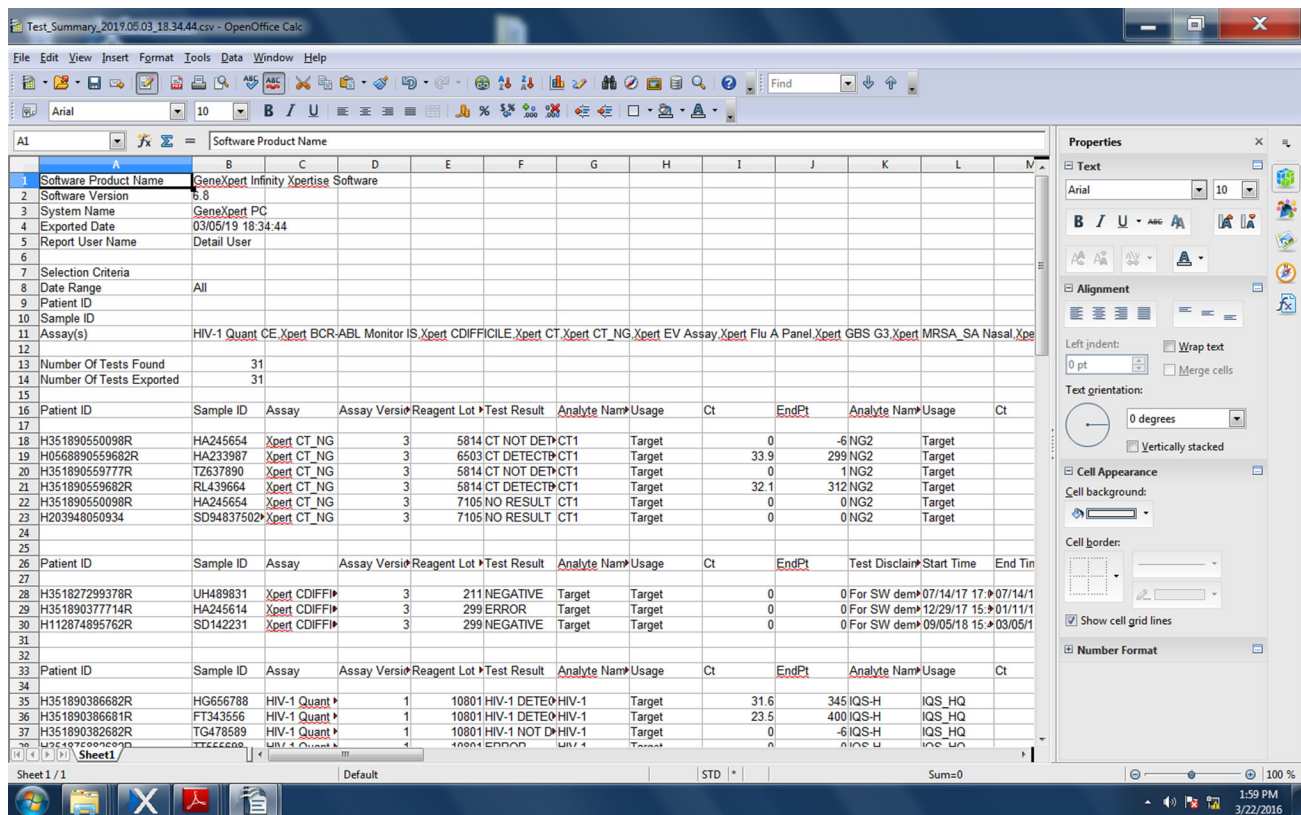 Test_Summary_2019.05.03_18.34.44.csv - OpenOffice Calc
File Edit View Insert Format Tools Data Window Help
Find
Arial 10
A1 Software Product Name
A B C D E F G H I J K L M
1 Software Product Name GeneXpert Infinity Xpertise Software
2 Software Version 6.8
3 System Name GeneXpert PC
4 Exported Date 03/05/19 18:34:44
5 Report User Name Detail User
6
7 Selection Criteria
8 Date Range All
9 Patient ID
10 Sample ID
11 Assay(s) HIV-1 Quant CE,Xpert BCR-ABL Monitor IS,Xpert CDIFFICILE,Xpert CT,Xpert CT_NG,Xpert EV Assay,Xpert Flu A Panel,Xpert GBS G3,Xpert MRSA_SA Nasal,Xpe
12
13 Number Of Tests Found 31
14 Number Of Tests Exported 31
15
16 Patient ID Sample ID Assay Assay Versi Reagent Lot Test Result Analyte Nam Usage Ct EndPt Analyte Nam Usage Ct
17
18 H351890550098R HA245654 Xpert CT_NG 3 5814 CT NOT DET CT1 Target 0 -6 NG2 Target
19 H0568890559682R HA233987 Xpert CT_NG 3 6503 CT DETECT CT1 Target 33.9 299 NG2 Target
20 H351890559777R TZ637890 Xpert CT_NG 3 5814 CT NOT DET CT1 Target 0 1 NG2 Target
21 H351890559682R RL439664 Xpert CT_NG 3 5814 CT DETECT CT1 Target 32.1 312 NG2 Target
22 H351890550098R HA245654 Xpert CT_NG 3 7105 NO RESULT CT1 Target 0 0 NG2 Target
23 H203948050934 SD94837502 Xpert CT_NG 3 7105 NO RESULT CT1 Target 0 0 NG2 Target
24
25
26 Patient ID Sample ID Assay Assay Versi Reagent Lot Test Result Analyte Nam Usage Ct EndPt Test Disclain Start Time End Tin
27
28 H351827299378R UH489831 Xpert CDIFFI 3 211 NEGATIVE Target Target 0 0 For SW dem 07/14/17 17: 07/14/1
29 H351890377714R HA245614 Xpert CDIFFI 3 299 ERROR Target Target 0 0 For SW dem 12/29/17 15: 01/11/1
30 H112874895762R SD142231 Xpert CDIFFI 3 299 NEGATIVE Target Target 0 0 For SW dem 09/05/18 15: 03/05/1
31
32
33 Patient ID Sample ID Assay Assay Versi Reagent Lot Test Result Analyte Nam Usage Ct EndPt Analyte Nam Usage Ct
34
35 H351890386682R HG656788 HIV-1 Quant 1 10801 HIV-1 DETE HIV-1 Target 31.6 345 IQS-H IQS_HQ
36 H351890386681R FT343556 HIV-1 Quant 1 10801 HIV-1 DETE HIV-1 Target 23.5 400 IQS-H IQS_HQ
37 H351890382682R TG478589 HIV-1 Quant 1 10801 HIV-1 NOT D HIV-1 Target 0 -6 IQS-H IQS_HQ
Sheet1
Sheet 1 / 1 Default STD * Sum=0 100 %
Properties
Text
Arial 10
Alignment
Left indent:
0 pt
Wrap text
Merge cells
Text orientation:
0 degrees
Vertically stacked
Cell Appearance
Cell background:
Cell border:
Show cell grid lines
Number Format
1:59 PM
3/22/2016